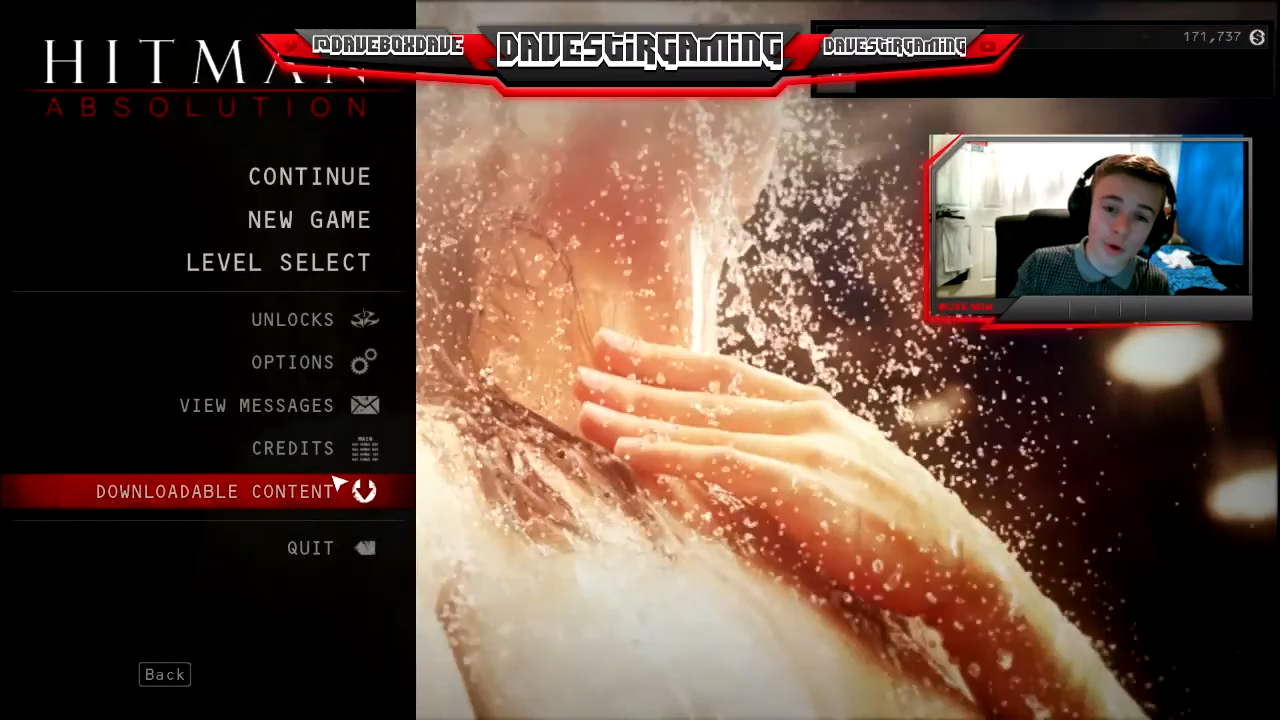 HITMAN
ABSOLUTION
@DAVEBOXDAVE
DAVESTIRGAMING
DAVESTIRGAMING
171,737
CONTINUE
NEW GAME
LEVEL SELECT
UNLOCKS
OPTIONS
VIEW MESSAGES
CREDITS
DOWNLOADABLE CONTENT
QUIT
Back